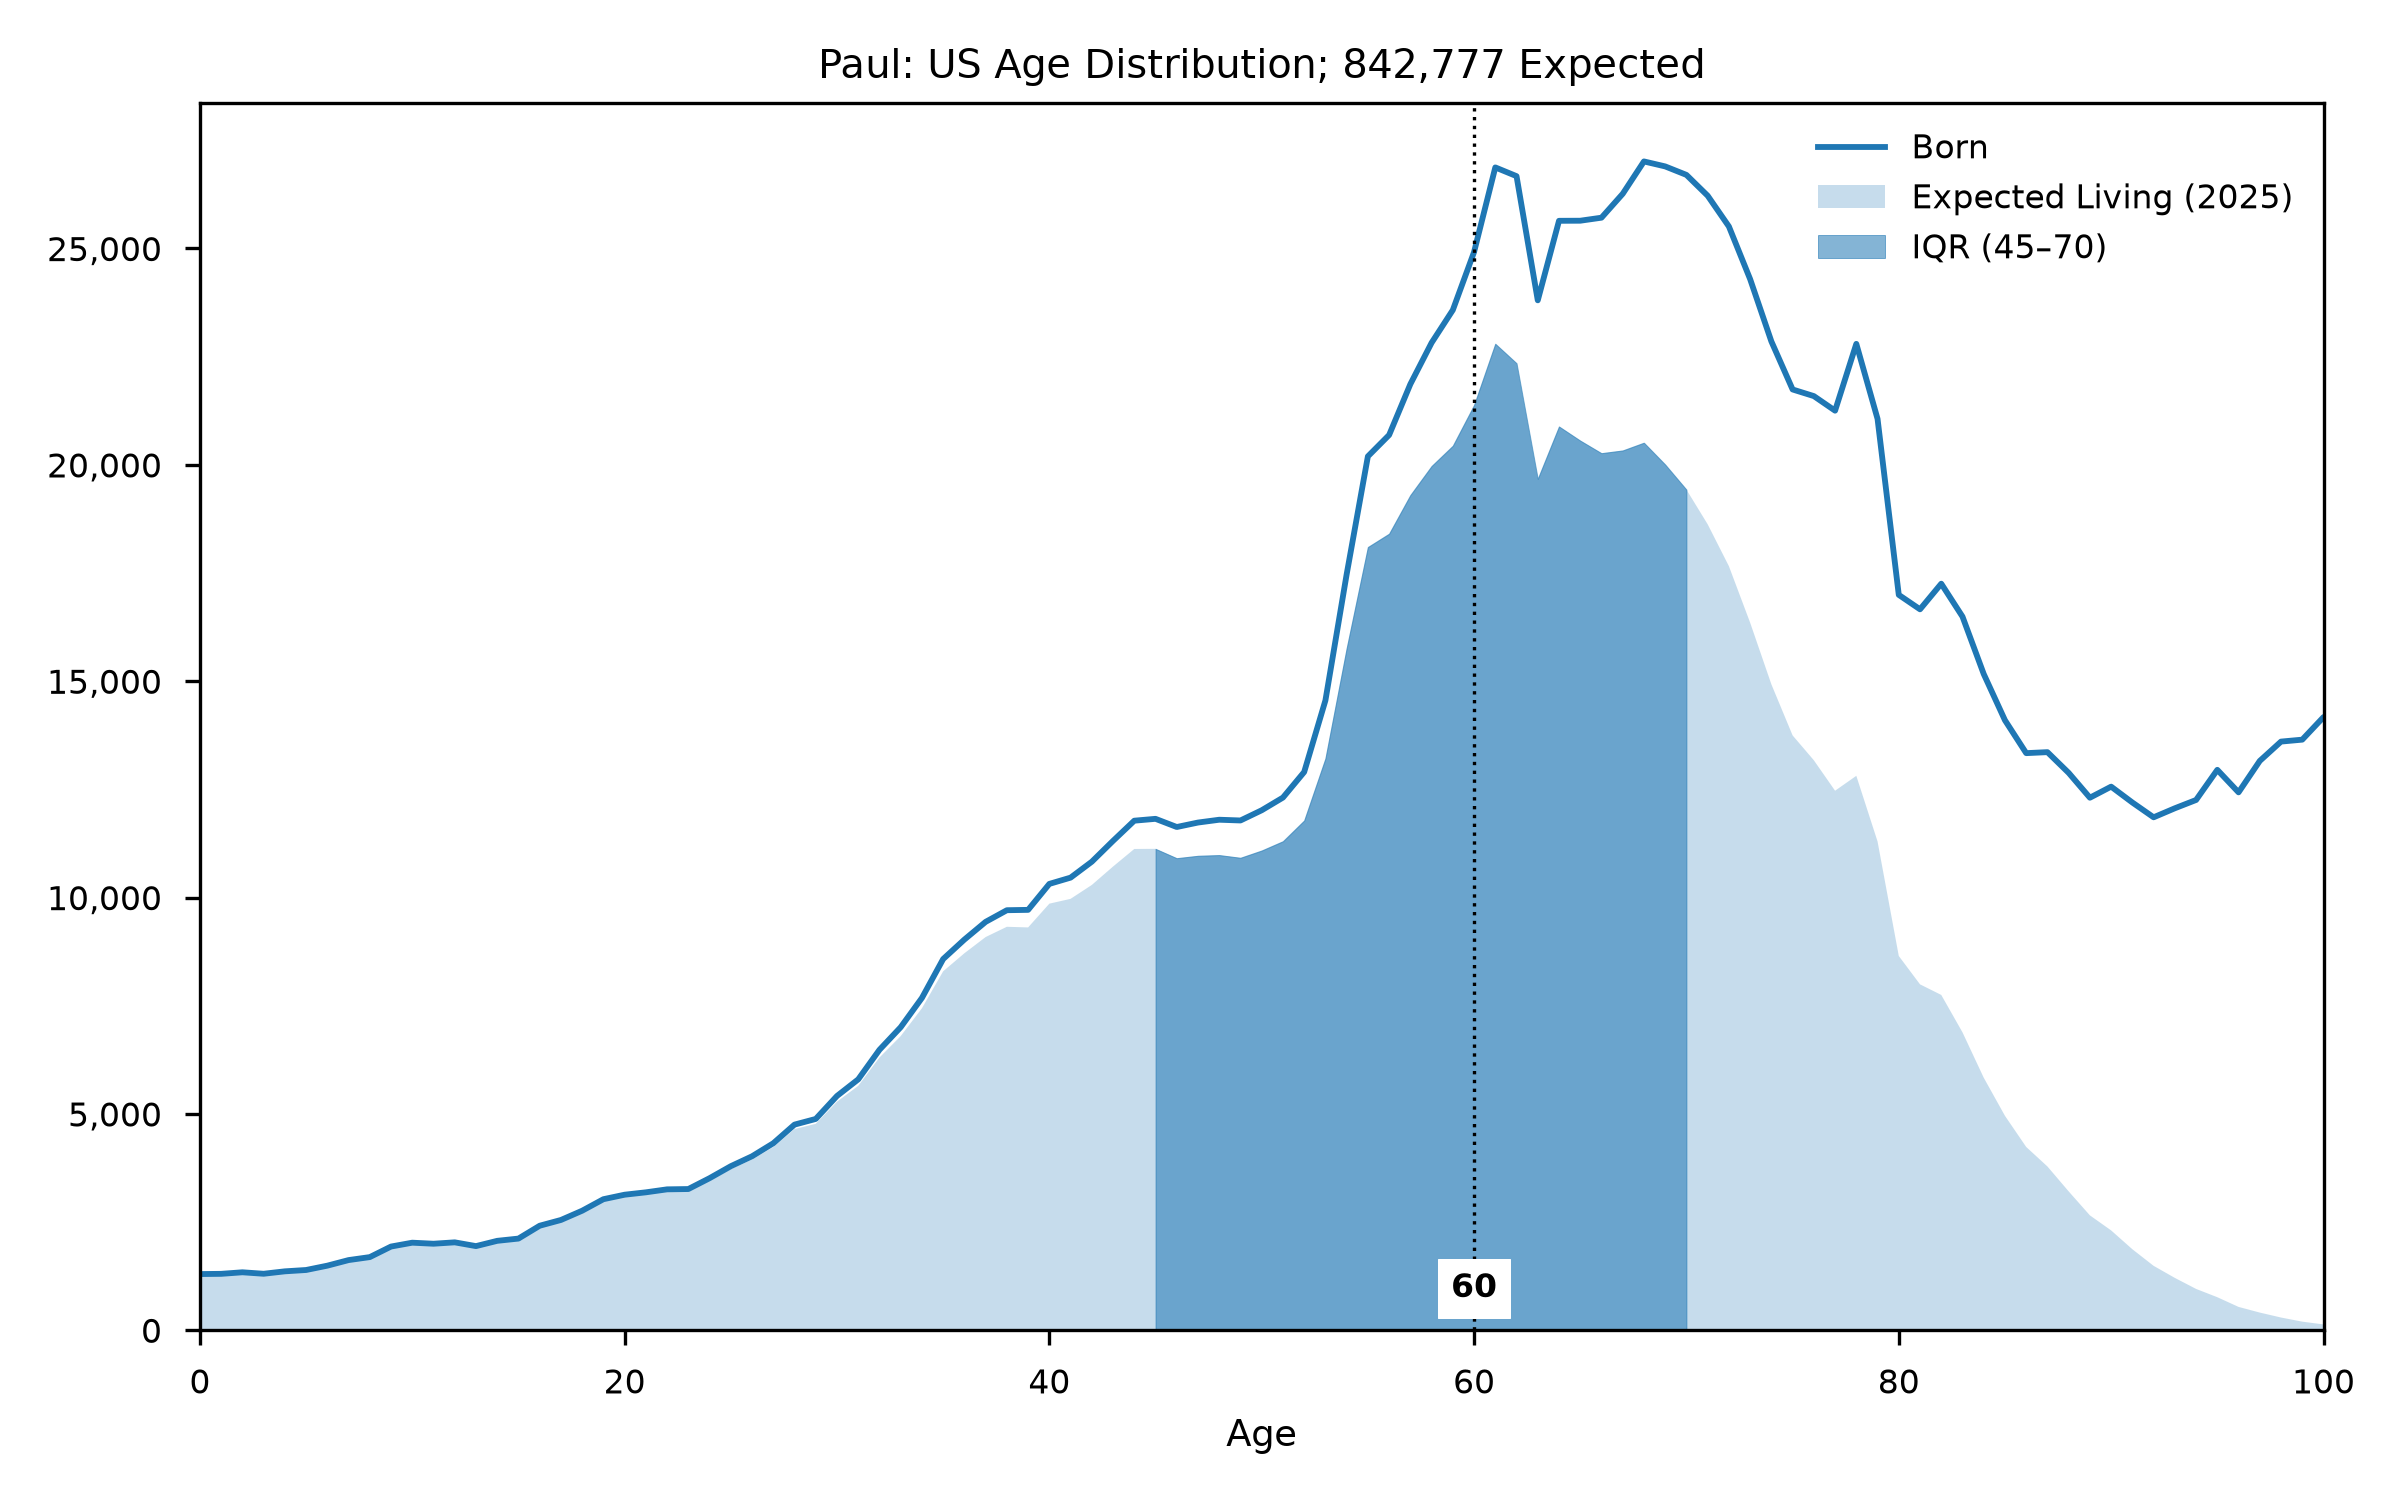 Paul: US Age Distribution; 842,777 Expected
Born
Expected Living (2025)
IQR (45–70)
25,000
20,000
15,000
10,000
5,000
0
60
0 20 40 60 80 100
Age